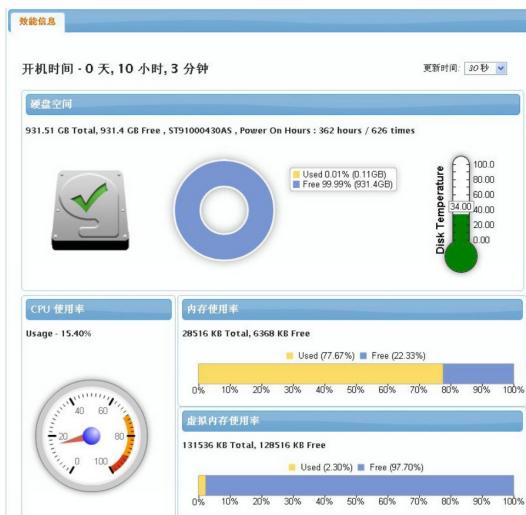 效能信息
开机时间 - 0 天, 10 小时, 3 分钟
更新时间: 30 秒
硬盘空间
931.51 GB Total, 931.4 GB Free , ST91000430AS , Power On Hours : 362 hours / 626 times
Used 0.01% (0.11GB)
Free 99.99% (931.4GB)
Disk Temperature
100.0
80.00
60.00
34.00
40.00
20.00
0.00
CPU 使用率
Usage - 15.40%
0
20
40
60
80
100
内存使用率
28516 KB Total, 6368 KB Free
Used (77.67%) Free (22.33%)
0% 10% 20% 30% 40% 50% 60% 70% 80% 90% 100%
虚拟内存使用率
131536 KB Total, 128516 KB Free
Used (2.30%) Free (97.70%)
0% 10% 20% 30% 40% 50% 60% 70% 80% 90% 100%